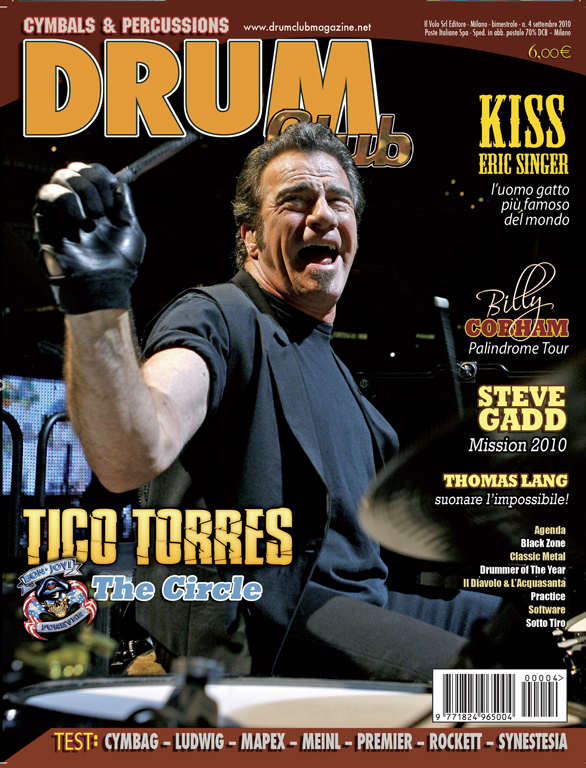 CYMBALS & PERCUSSIONS
www.drumclubmagazine.net
Il Volo Srl Editore - Milano - bimestrale - n. 4 settembre 2010
Poste Italiane Spa - Sped. in abb. postale 70% DCB - Milano
6,00€
DRUM
Club
KISS
ERIC SINGER
l'uomo gatto
più famoso
del mondo
Billy
COBHAM
Palindrome Tour
STEVE
GADD
Mission 2010
THOMAS LANG
suonare l'impossibile!
TICO TORRES
BON JOVI
The Circle
Agenda
Black Zone
Classic Metal
Drummer of The Year
Il Diavolo & L'Acquasanta
Practice
Software
Sotto Tiro
00004>
9 771824 965004
TEST: CYMBAG – LUDWIG – MAPEX – MEINL – PREMIER – ROCKETT – SYNESTESIA